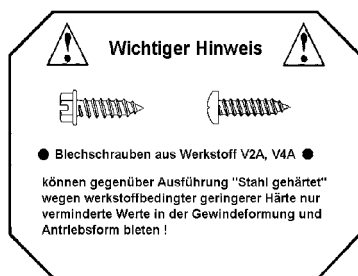 Wichtiger Hinweis
● Blechschrauben aus Werkstoff V2A, V4A ●
können gegenüber Ausführung "Stahl gehärtet"
wegen werkstoffbedingter geringerer Härte nur
verminderte Werte in der Gewindeformung und
Antriebsform bieten !